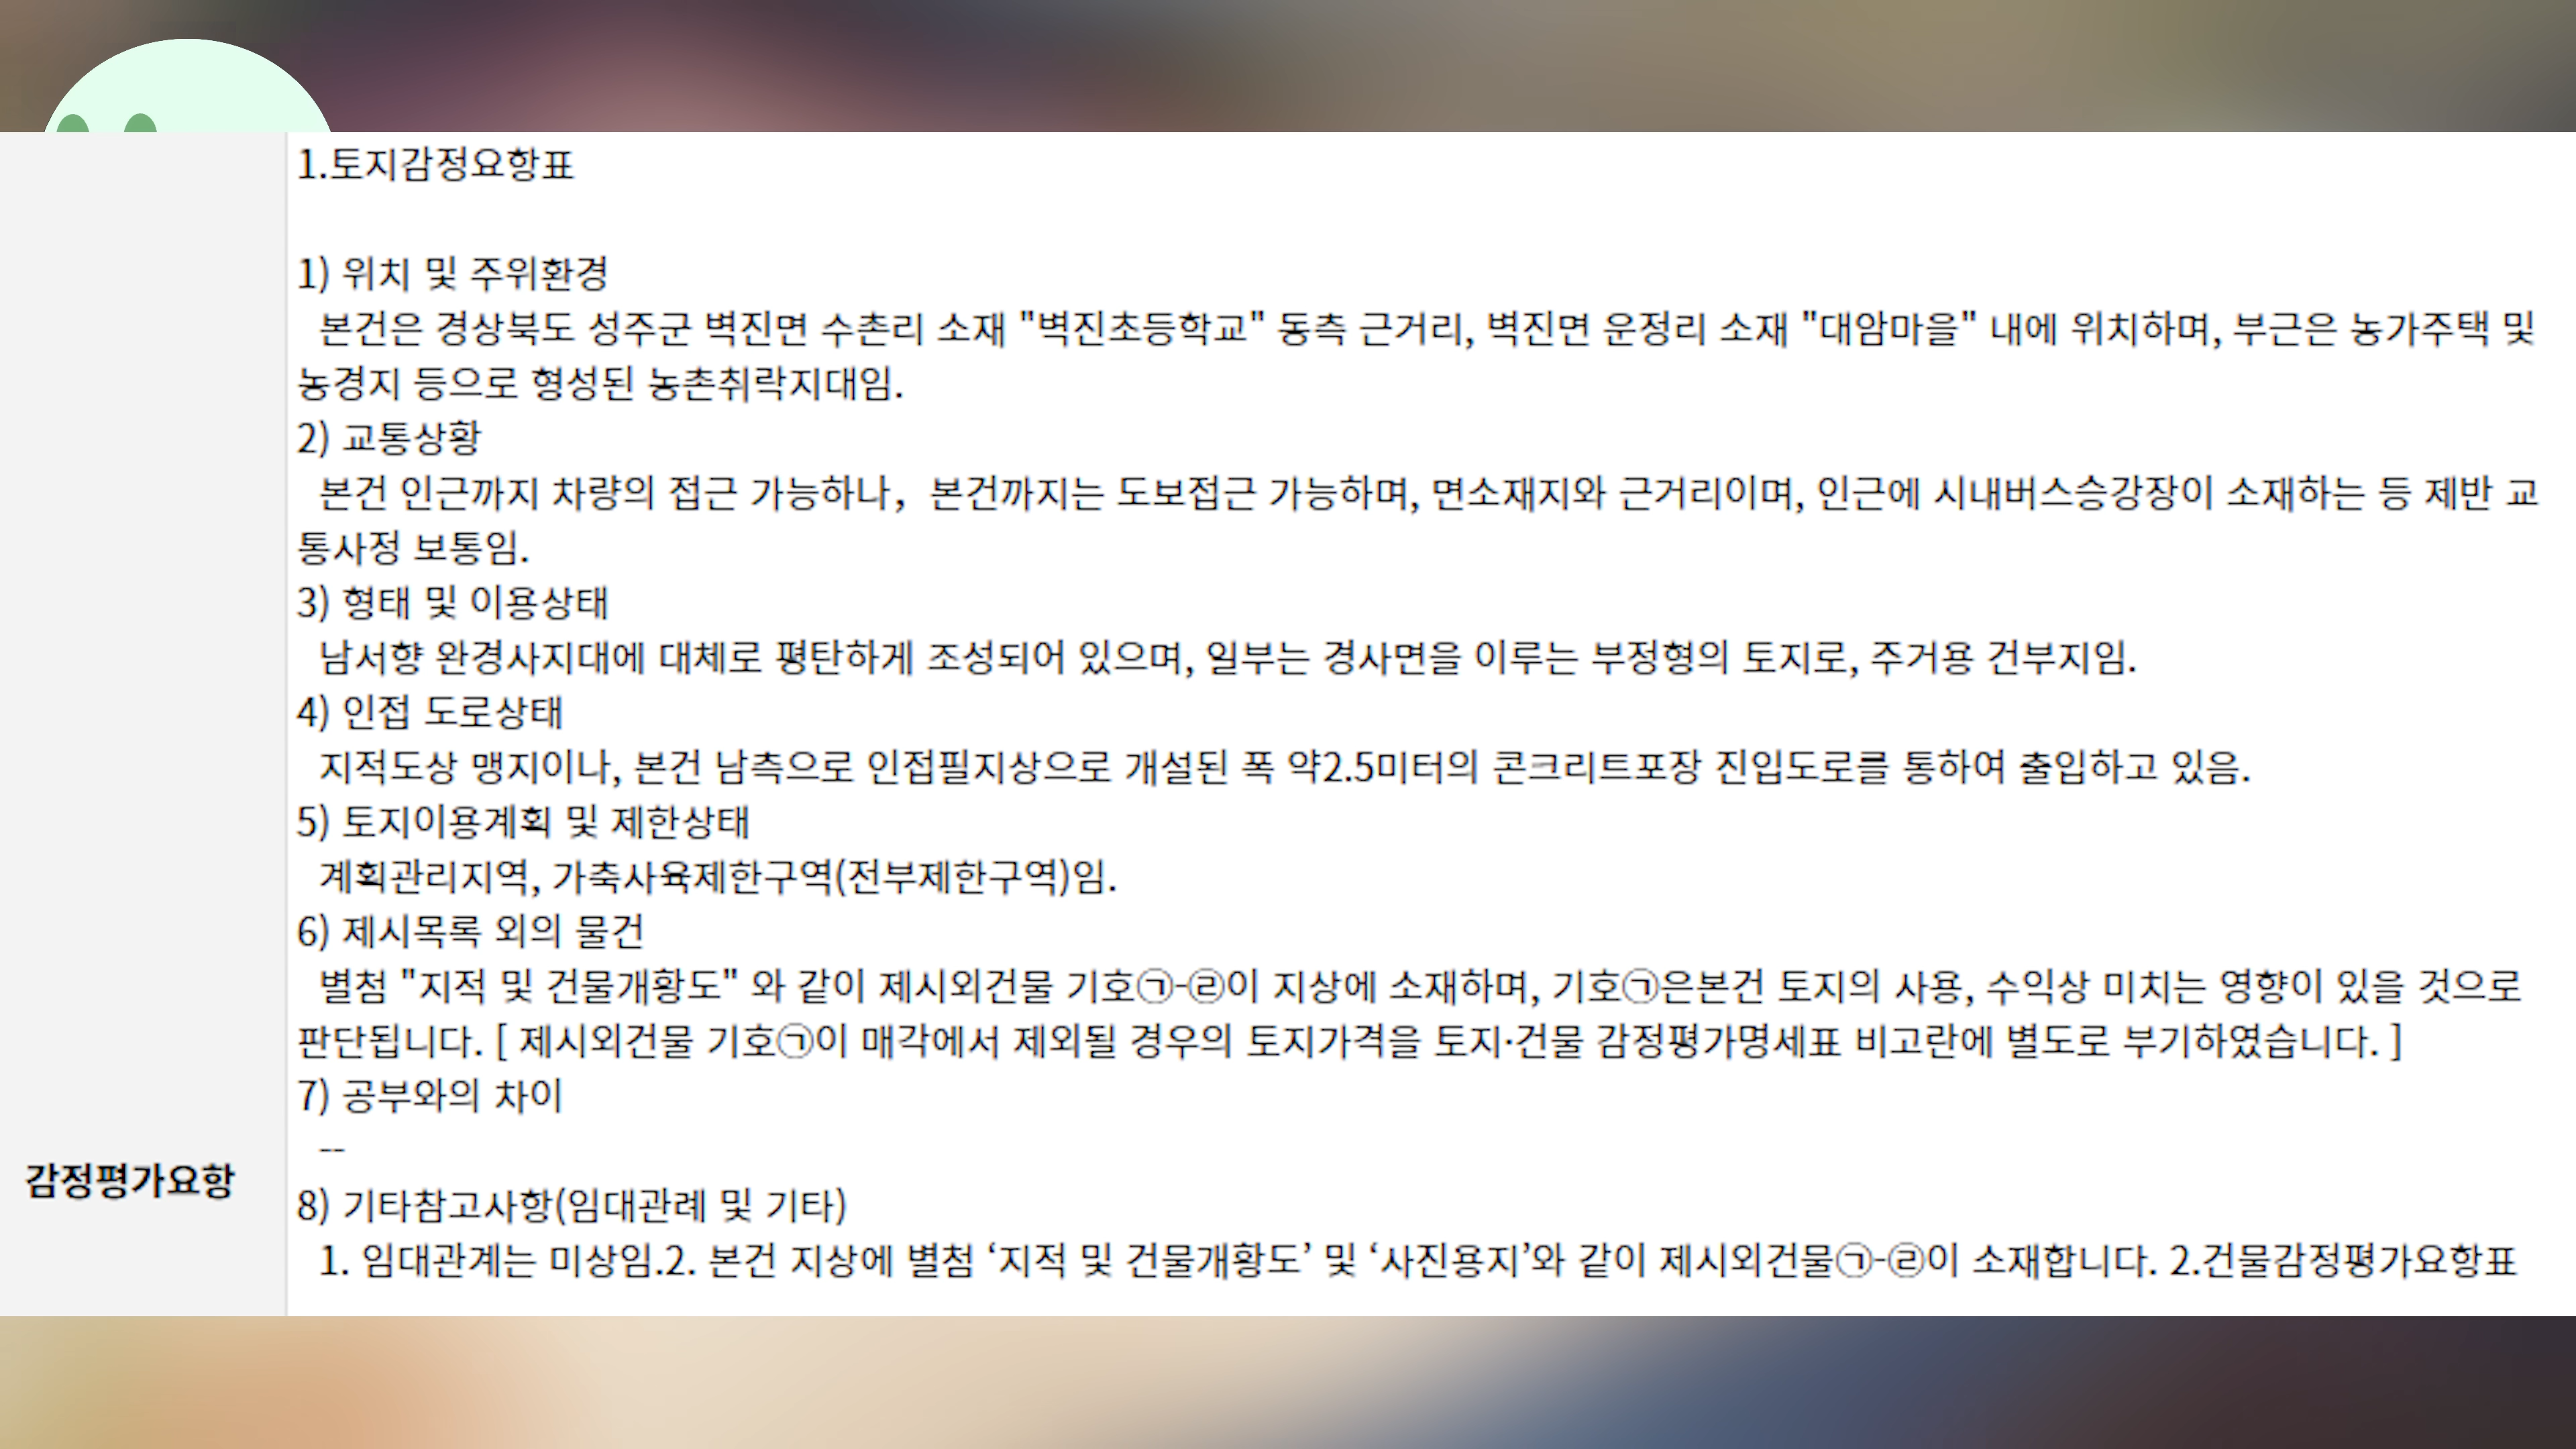 1.토지감정요항표
1) 위치 및 주위환경
본건은 경상북도 성주군 벽진면 수촌리 소재 "벽진초등학교" 동측 근거리, 벽진면 운정리 소재 "대암마을" 내에 위치하며, 부근은 농가주택 및
농경지 등으로 형성된 농촌취락지대임.
2) 교통상황
본건 인근까지 차량의 접근 가능하나, 본건까지는 도보접근 가능하며, 면소재지와 근거리이며, 인근에 시내버스승강장이 소재하는 등 제반 교
통사정 보통임.
3) 형태 및 이용상태
남서향 완경사지대에 대체로 평탄하게 조성되어 있으며, 일부는 경사면을 이루는 부정형의 토지로, 주거용 건부지임.
4) 인접 도로상태
지적도상 맹지이나, 본건 남측으로 인접필지상으로 개설된 폭 약2.5미터의 콘크리트포장 진입도로를 통하여 출입하고 있음.
5) 토지이용계획 및 제한상태
계획관리지역, 가축사육제한구역(전부제한구역)임.
6) 제시목록 외의 물건
별첨 "지적 및 건물개황도" 와 같이 제시외건물 기호㉠-㉣이 지상에 소재하며, 기호㉠은본건 토지의 사용, 수익상 미치는 영향이 있을 것으로
판단됩니다. [ 제시외건물 기호㉠이 매각에서 제외될 경우의 토지가격을 토지·건물 감정평가명세표 비고란에 별도로 부기하였습니다. ]
7) 공부와의 차이
--
감정평가요항
8) 기타참고사항(임대관례 및 기타)
1. 임대관계는 미상임.2. 본건 지상에 별첨 ‘지적 및 건물개황도’ 및 ‘사진용지’와 같이 제시외건물㉠-㉣이 소재합니다. 2.건물감정평가요항표